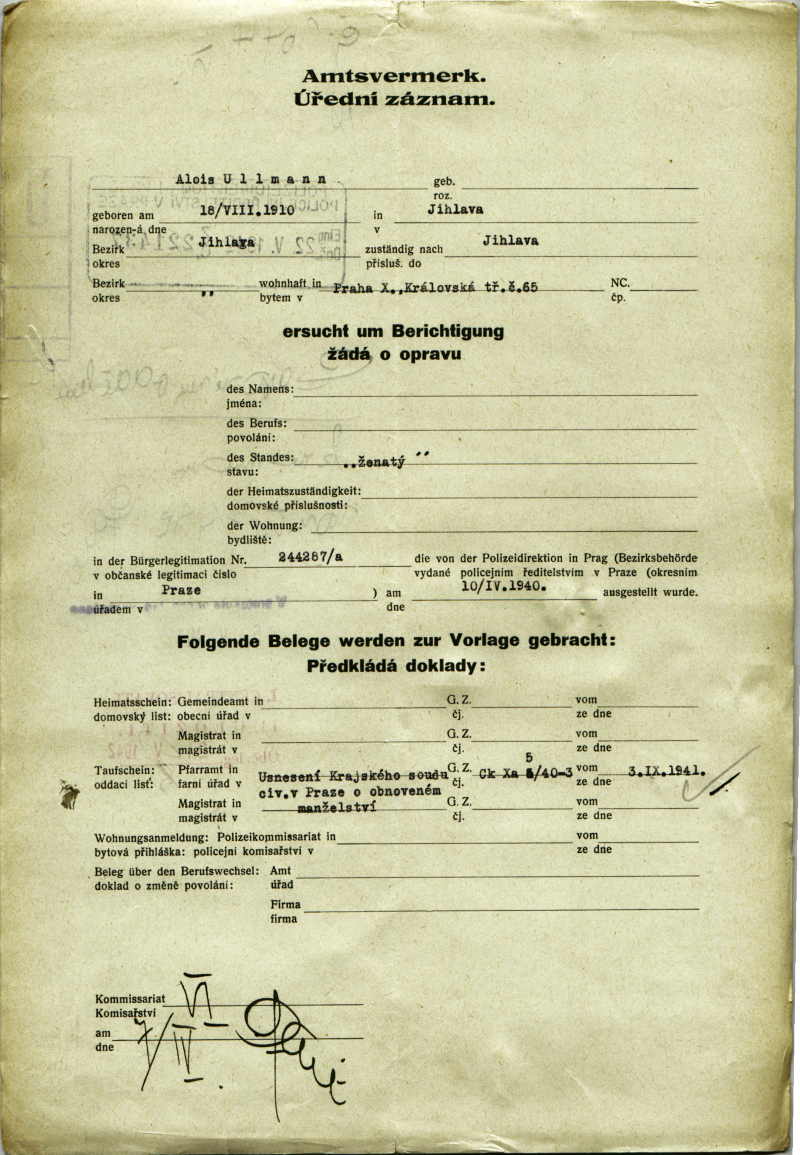 Amtsvermerk.
Úřední záznam.
Alois U l l m a n n geb.
roz.
geboren am 18/VIII.1910 in Jihlava
narozen-á dne v
Bezirk Jihlava zuständig nach Jihlava
okres přísluš. do
Bezirk wohnhaft in Praha X.,Královská tř.č.65 NC.
okres " bytem v čp.
ersucht um Berichtigung
žádá o opravu
des Namens:
jména:
des Berufs:
povolání:
des Standes: „ženatý "
stavu:
der Heimatszuständigkeit:
domovské příslušnosti:
der Wohnung:
bydliště:
in der Bürgerlegitimation Nr. 244287/a die von der Polizeidirektion in Prag (Bezirksbehörde
v občanské legitimaci číslo vydané policejním ředitelstvím v Praze (okresním
in Praze ) am 10/IV.1940. ausgestellt wurde.
úřadem v dne
Folgende Belege werden zur Vorlage gebracht:
Předkládá doklady:
Heimatsschein: Gemeindeamt in G. Z. vom
domovský list: obecní úřad v čj. ze dne
Magistrat in G. Z. vom
magistrát v čj. ze dne
5
Taufschein: Pfarramt in Usnesení Krajského soudu G. Z. Ck Xa /40-3 vom 3.IX.1941.
oddací list: farní úřad v civ.v Praze o obnoveném čj. ze dne
Magistrat in manželství G. Z. vom
magistrát v čj. ze dne
Wohnungsanmeldung: Polizeikommissariat in vom
bytová přihláška: policejní komisařství v ze dne
Beleg über den Berufswechsel: Amt
doklad o změně povolání: úřad
Firma
firma
Kommissariat VI
Komisařství
am 7/IV
dne